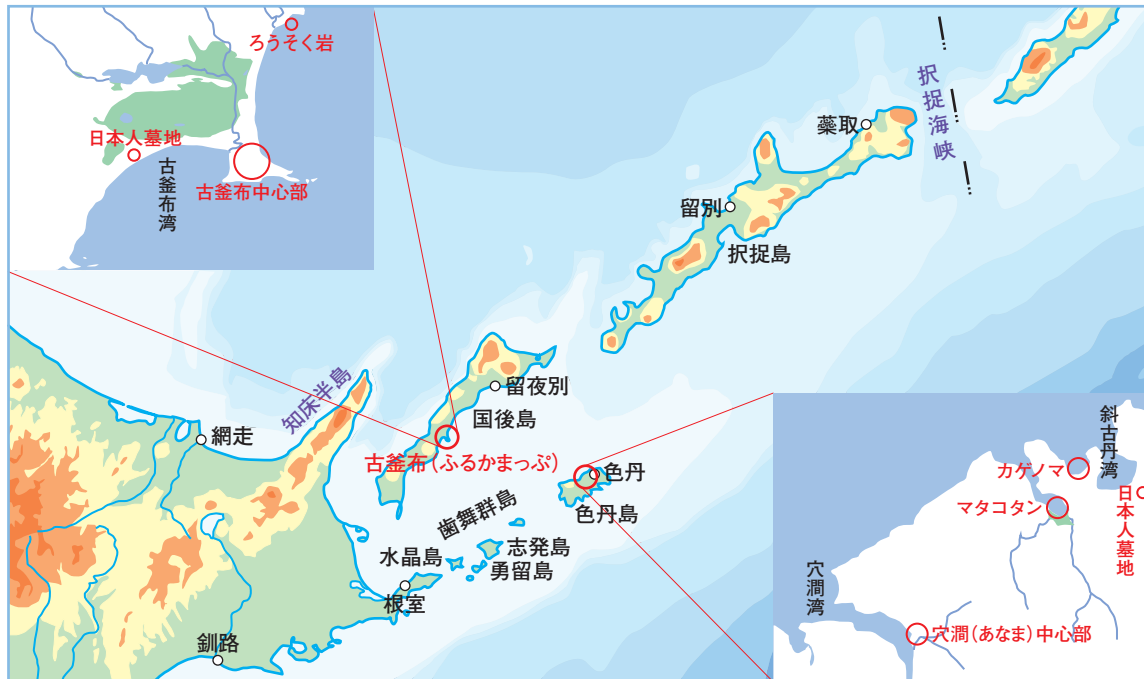 ろうそく岩
日本人墓地
古釜布湾
古釜布中心部
択捉海峡
蘂取
留別
択捉島
知床半島
網走
留夜別
国後島
古釜布(ふるかまっぷ)
色丹
色丹島
歯舞群島
志発島
水晶島
勇留島
根室
釧路
斜古丹湾
カゲノマ
マタコタン
日本人墓地
穴澗湾
穴澗(あなま)中心部